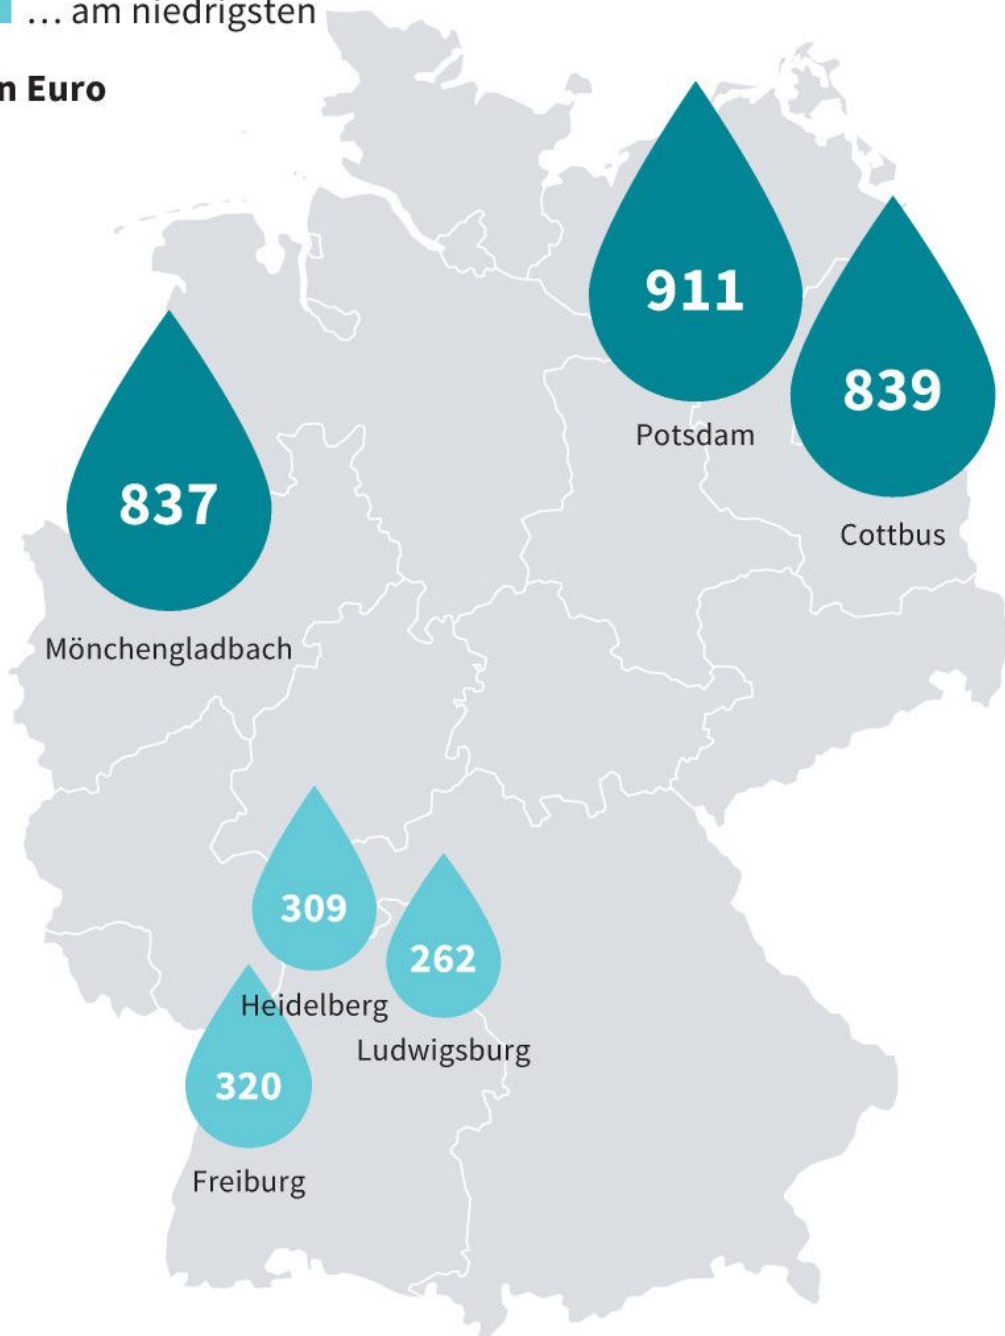 … am niedrigsten
n Euro
911
839
Potsdam
837
Cottbus
Mönchengladbach
309
262
Heidelberg
Ludwigsburg
320
Freiburg